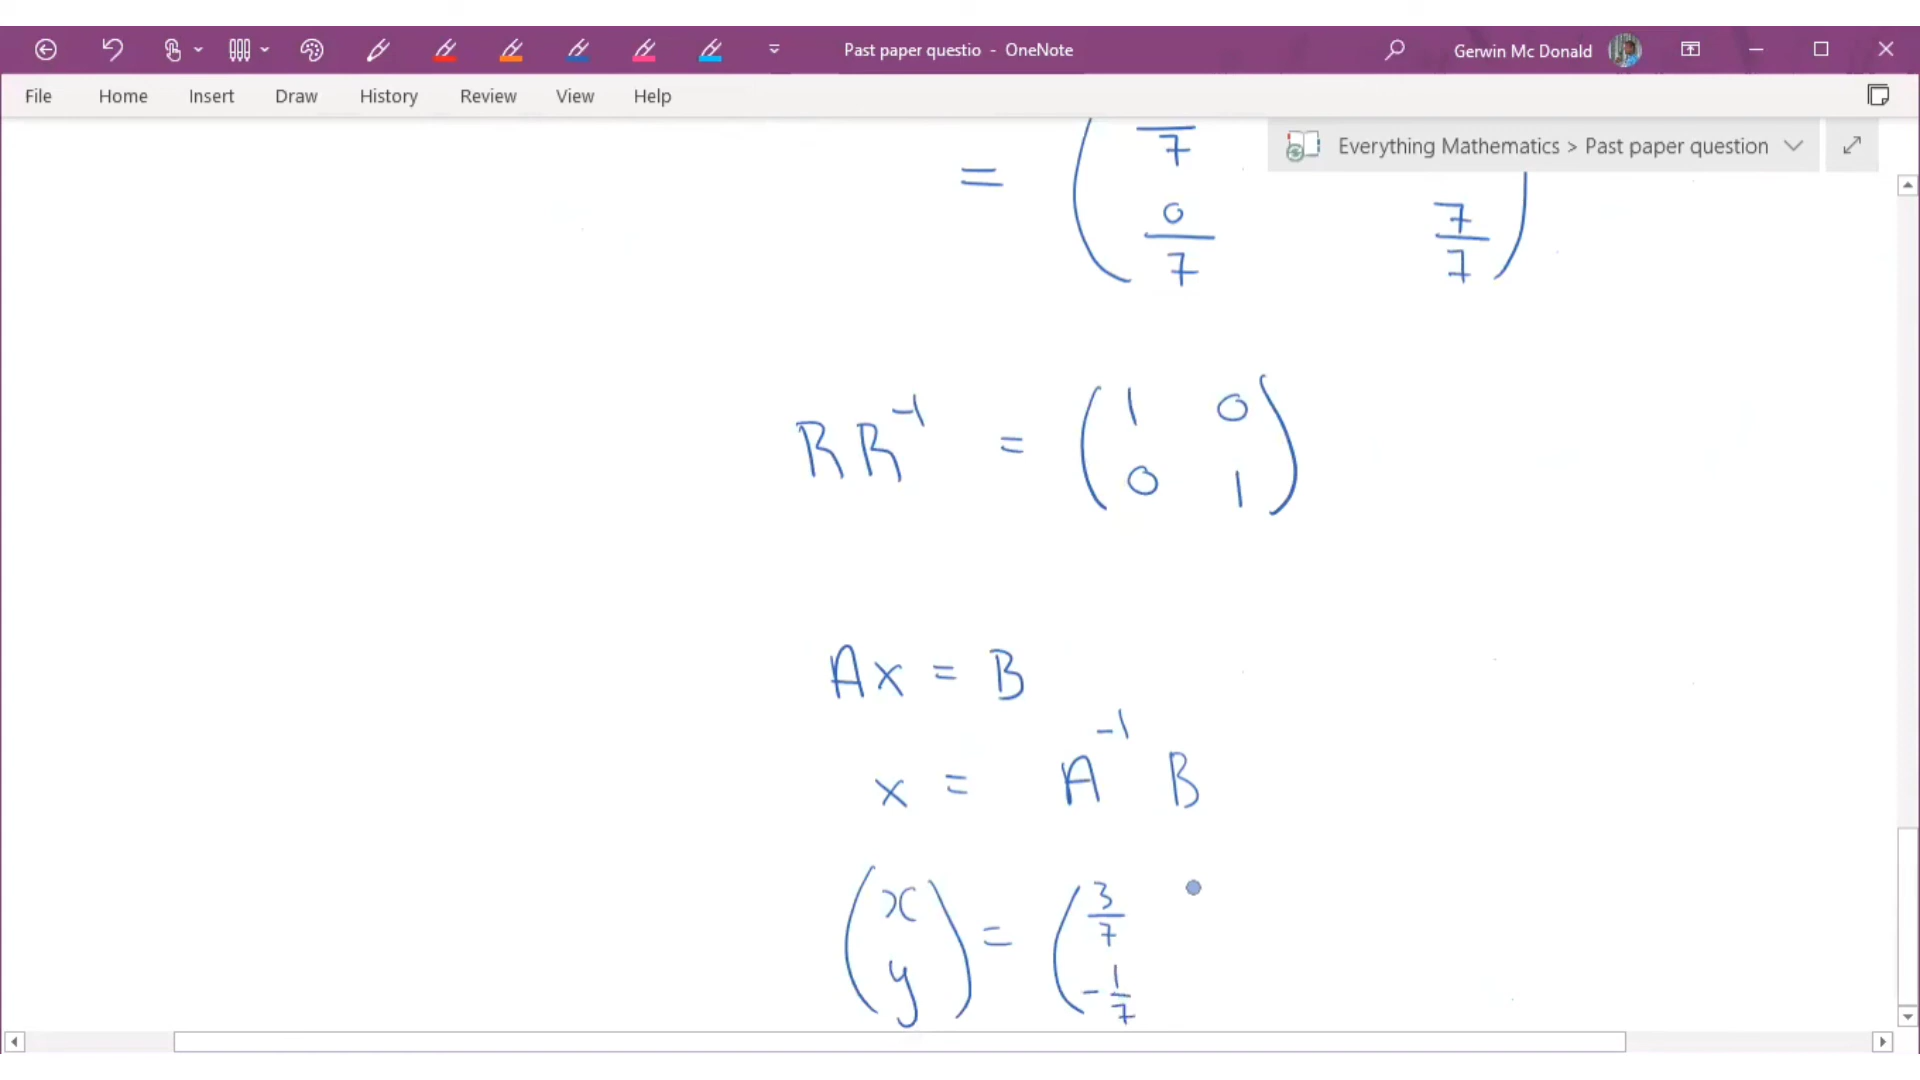 Past paper questio - OneNote
Gerwin Mc Donald
File Home Insert Draw History Review View Help
Everything Mathematics > Past paper question
= ( 7
0/7 7/7 )
RR⁻¹ = ( 1 0
0 1 )
Ax = B
x = A⁻¹ B
( x
y ) = ( 3/7
-1/7